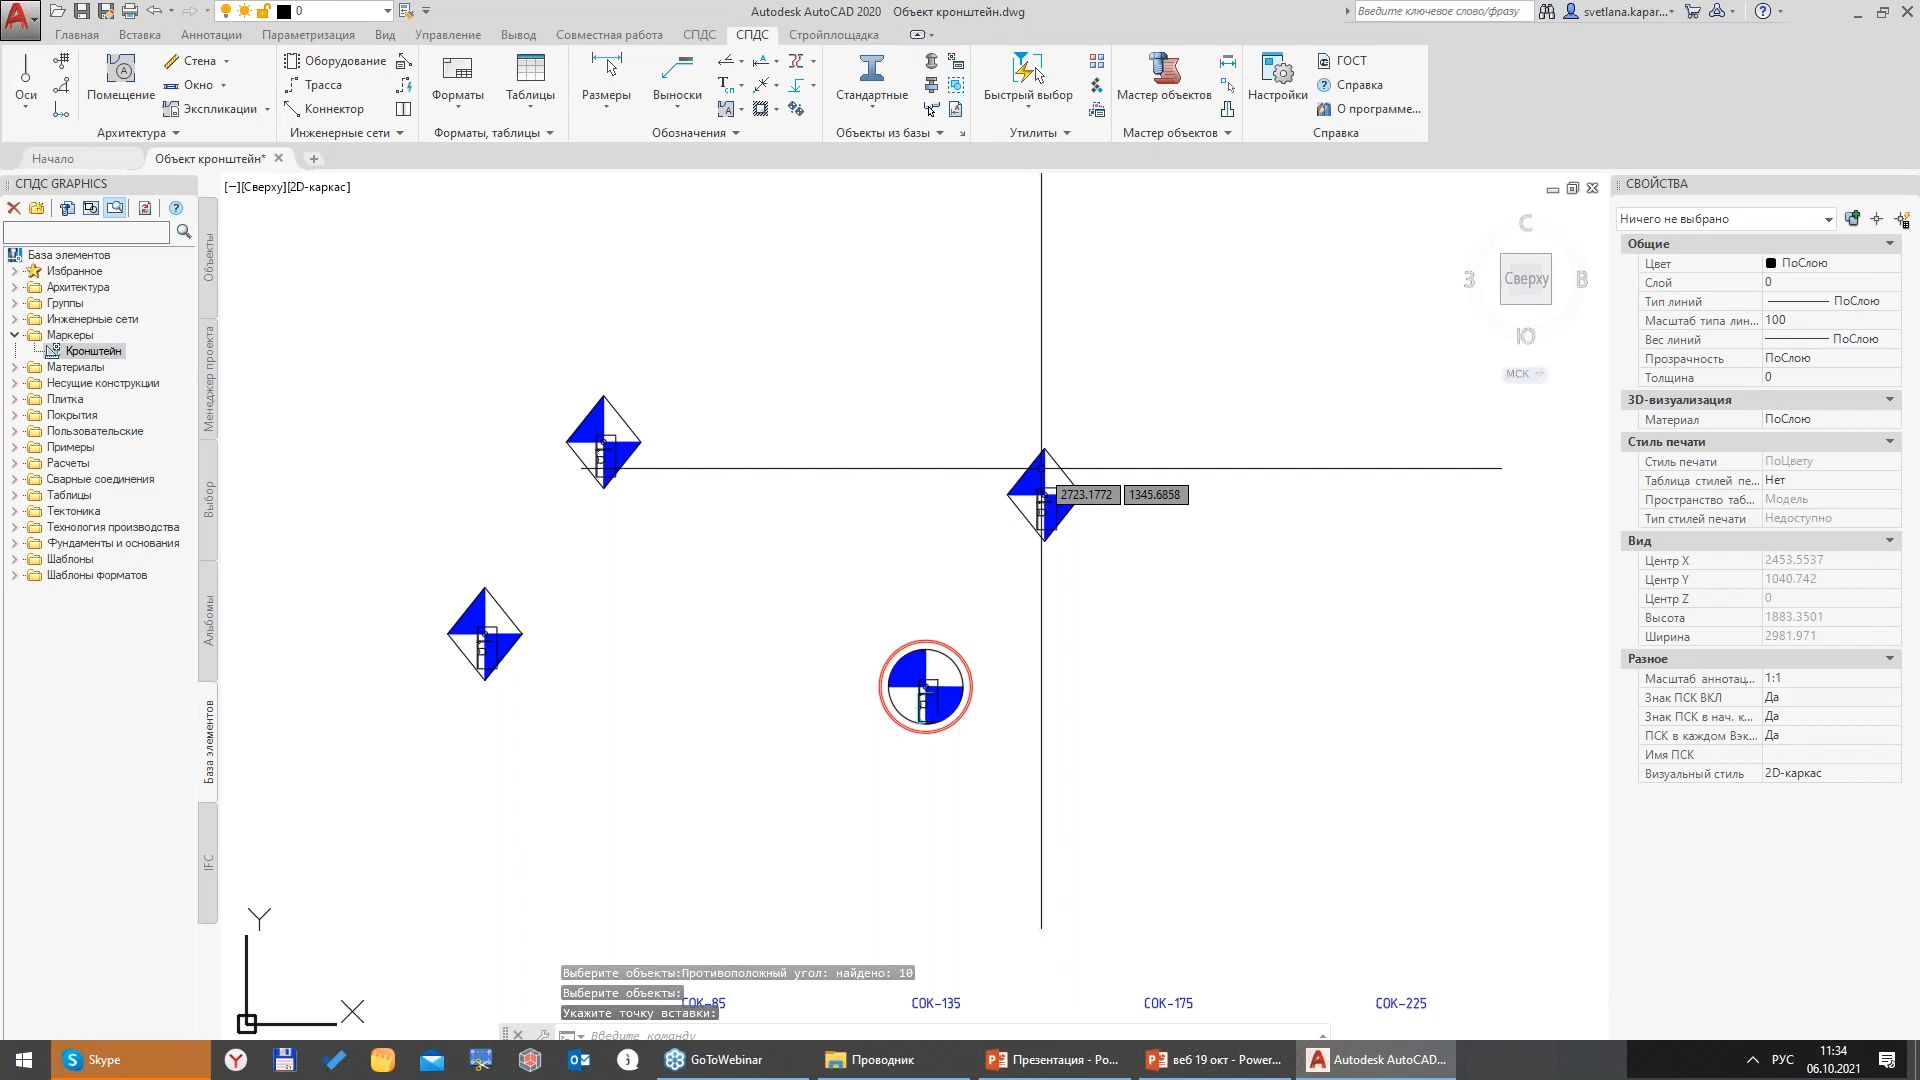 0
Autodesk AutoCAD 2020 Объект кронштейн.dwg
Введите ключевое слово/фразу
svetlana.kapar...
Главная Вставка Аннотации Параметризация Вид Управление Вывод Совместная работа СПДС СПДС Стройплощадка
Стена Оборудование ГОСТ
Окно Трасса Справка
Оси Помещение Форматы Таблицы Размеры Выноски Стандартные Быстрый выбор Мастер объектов Настройки
Экспликации Коннектор О программе...
Архитектура Инженерные сети Форматы, таблицы Обозначения Объекты из базы Утилиты Мастер объектов Справка
Начало Объект кронштейн*
СПДС GRAPHICS
[−][Сверху][2D-каркас]
База элементов
Избранное
Архитектура
Группы
Инженерные сети
Маркеры
Кронштейн
Материалы
Несущие конструкции
Плитка
Покрытия
Пользовательские
Примеры
Расчеты
Сварные соединения
Таблицы
Тектоника
Технология производства
Фундаменты и основания
Шаблоны
Шаблоны форматов
Объекты
Менеджер проекта
Выбор
Альбомы
База элементов
IFC
С
З Сверху В
Ю
МСК
2723.1772 1345.6858
Y
X
Выберите объекты:Противоположный угол: найдено: 10
Выберите объекты:
Укажите точку вставки:
СОК-85 СОК-135 СОК-175 СОК-225
Введите команду
СВОЙСТВА
Ничего не выбрано
Общие
Цвет ПоСлою
Слой 0
Тип линий ПоСлою
Масштаб типа лин... 100
Вес линий ПоСлою
Прозрачность ПоСлою
Толщина 0
3D-визуализация
Материал ПоСлою
Стиль печати
Стиль печати ПоЦвету
Таблица стилей пе... Нет
Пространство таб... Модель
Тип стилей печати Недоступно
Вид
Центр X 2453.5537
Центр Y 1040.742
Центр Z 0
Высота 1883.3501
Ширина 2981.971
Разное
Масштаб аннотац... 1:1
Знак ПСК ВКЛ Да
Знак ПСК в нач. к... Да
ПСК в каждом Вэк... Да
Имя ПСК
Визуальный стиль 2D-каркас
Skype GoToWebinar Проводник Презентация - Po... веб 19 окт - Power... Autodesk AutoCAD...
РУС
11:34
06.10.2021